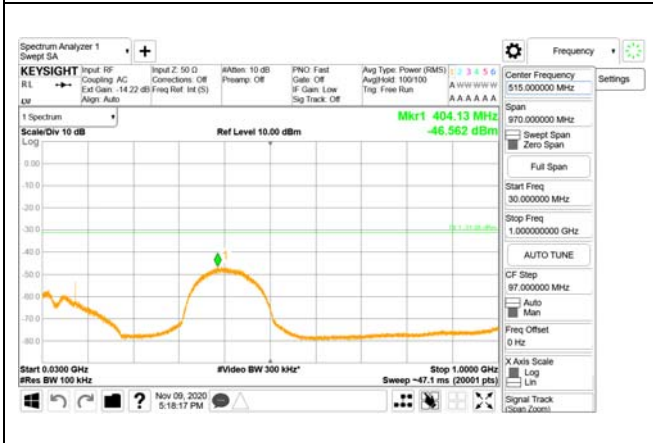 Spectrum Analyzer 1
Swept SA
Frequency
KEYSIGHT
Input: RF
Coupling: AC
Ext Gain: -14.22 dB
Align: Auto
Input Z: 50 Ω
Corrections: Off
Freq Ref: Int (S)
#Atten: 10 dB
Preamp: Off
PNO: Fast
Gate: Off
IF Gain: Low
Sig Track: Off
Avg Type: Power (RMS)
Avg|Hold: 100/100
Trig: Free Run
1 2 3 4 5 6
A W W W W W
A A A A A A
RL
1 Spectrum
Scale/Div 10 dB
Log
Ref Level 10.00 dBm
Mkr1 404.13 MHz
-46.562 dBm
0.00
-10.0
-20.0
-30.0
-40.0
-50.0
-60.0
-70.0
-80.0
1
Start 0.0300 GHz
#Res BW 100 kHz
#Video BW 300 kHz*
Stop 1.0000 GHz
Sweep ~47.1 ms (20001 pts)
Nov 09, 2020
5:18:17 PM
Center Frequency
515.000000 MHz
Settings
Span
970.000000 MHz
Swept Span
Zero Span
Full Span
Start Freq
30.000000 MHz
Stop Freq
1.000000000 GHz
AUTO TUNE
CF Step
97.000000 MHz
Auto
Man
Freq Offset
0 Hz
X Axis Scale
Log
Lin
Signal Track
(Span Zoom)